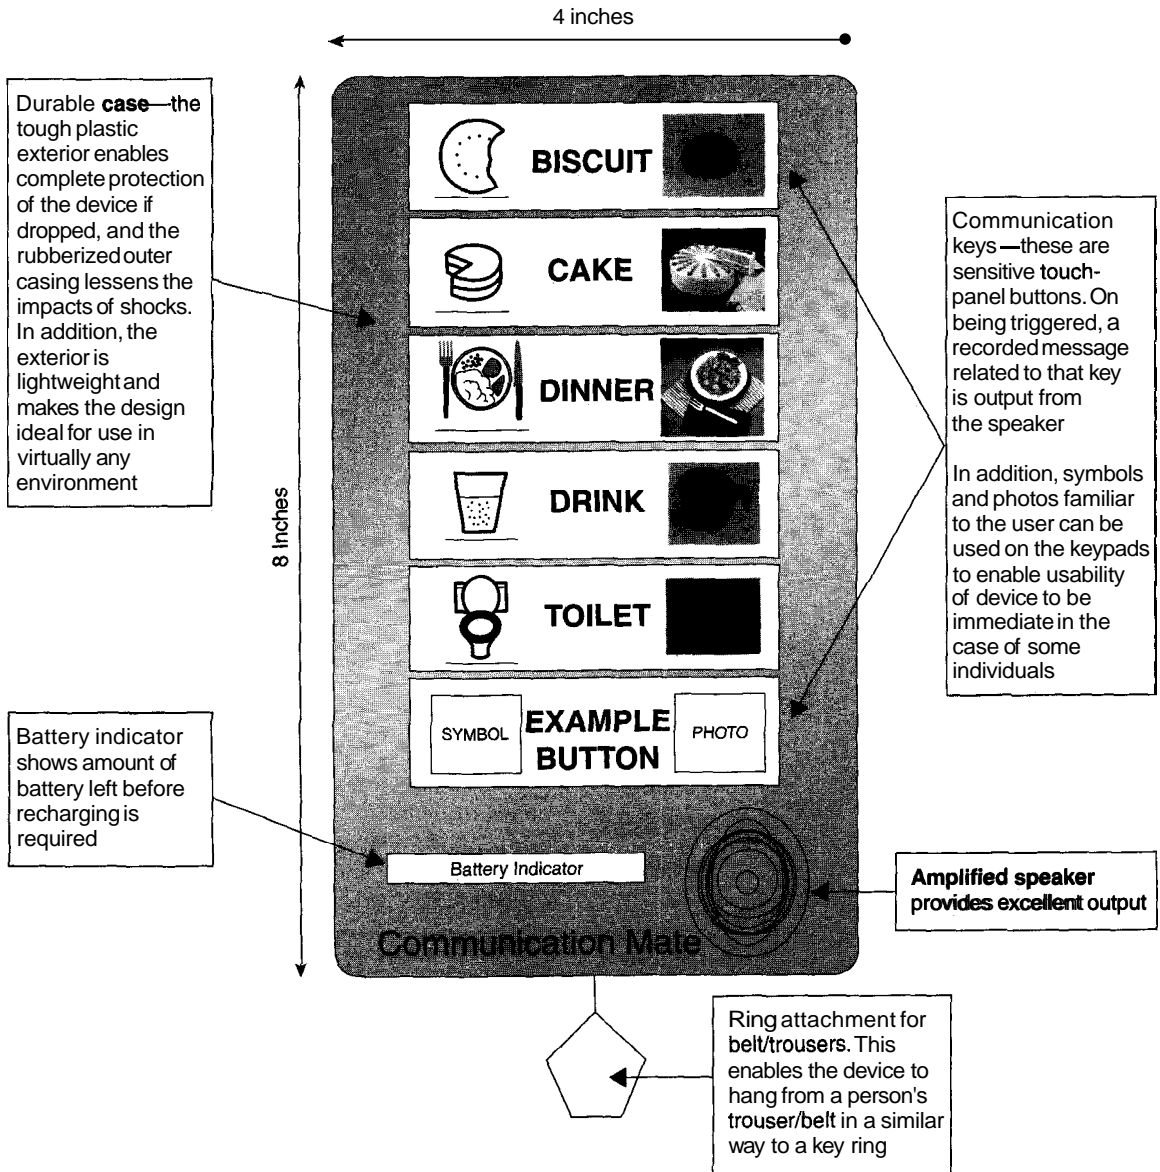 4 inches
Durable case—the
tough plastic
exterior enables
complete protection
of the device if
dropped, and the
rubberized outer
casing lessens the
impacts of shocks.
In addition, the
exterior is
lightweight and
makes the design
ideal for use in
virtually any
environment
8 Inches
BISCUIT
CAKE
DINNER
DRINK
TOILET
SYMBOL
EXAMPLE
BUTTON
PHOTO
Communication
keys—these are
sensitive touch-
panel buttons. On
being triggered, a
recorded message
related to that key
is output from
the speaker
In addition, symbols
and photos familiar
to the user can be
used on the keypads
to enable usability
of device to be
immediate in the
case of some
individuals
Battery indicator
shows amount of
battery left before
recharging is
required
Battery Indicator
Communication Mate
Amplified speaker
provides excellent output
Ring attachment for
belt/trousers. This
enables the device to
hang from a person's
trouser/belt in a similar
way to a key ring